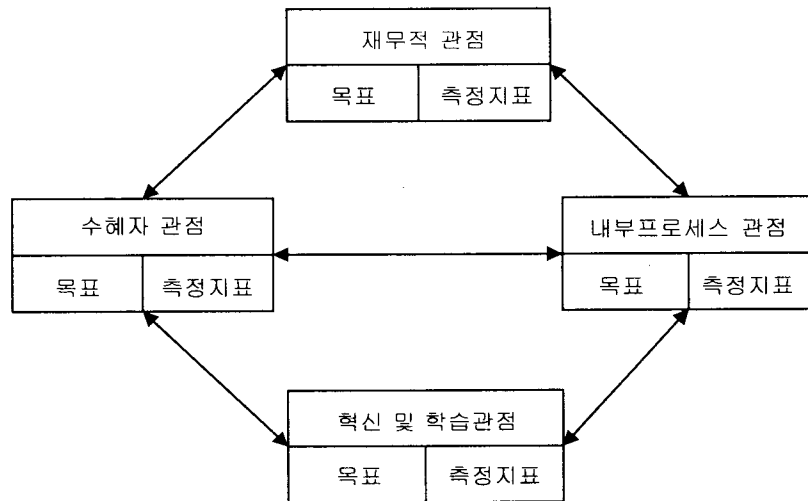 재무적 관점
목표 측정지표
수혜자 관점
목표 측정지표
내부프로세스 관점
목표 측정지표
혁신 및 학습관점
목표 측정지표